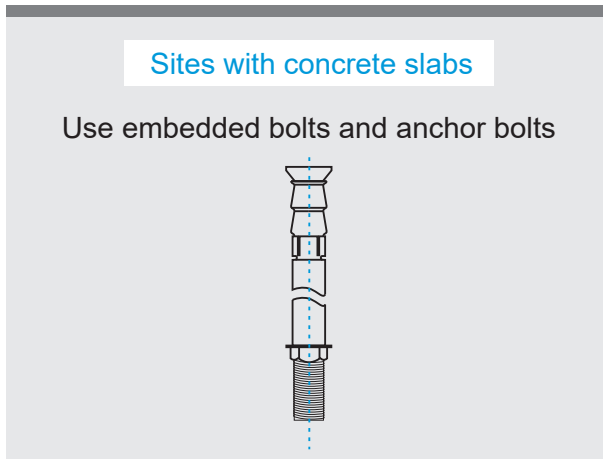 Sites with concrete slabs
Use embedded bolts and anchor bolts